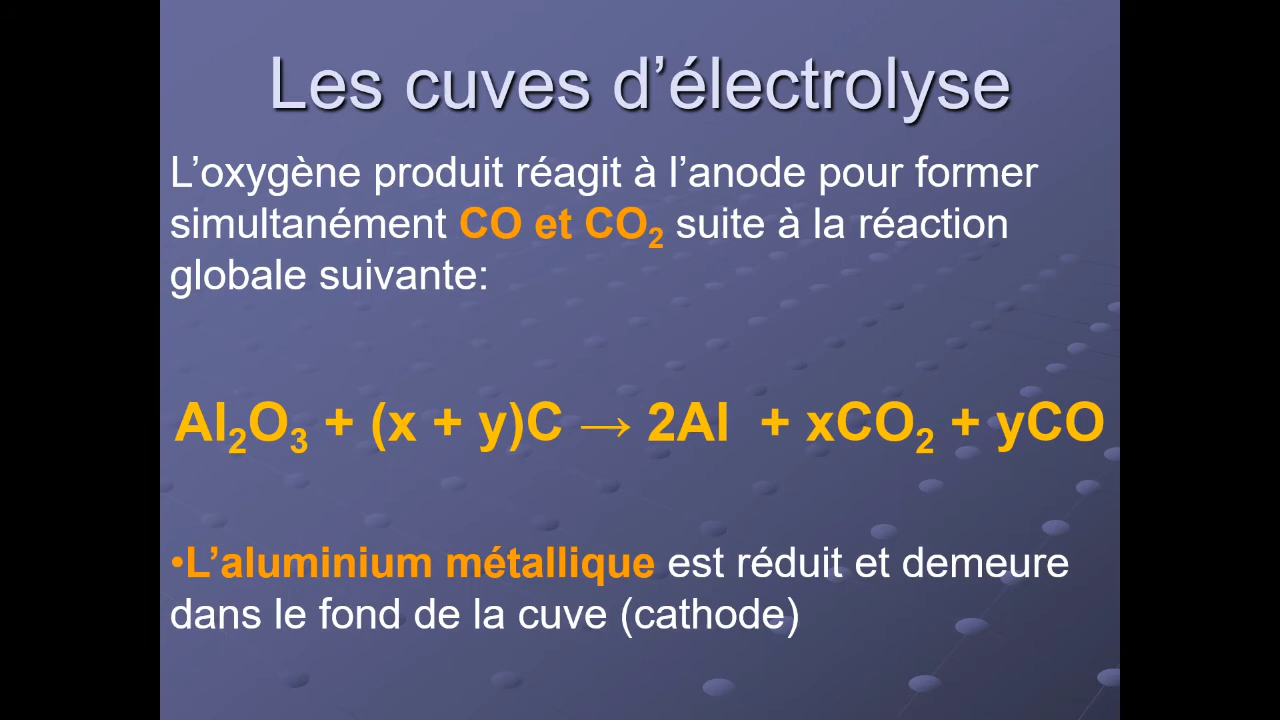 Les cuves d’électrolyse
L’oxygène produit réagit à l’anode pour former
simultanément CO et CO₂ suite à la réaction
globale suivante:
Al₂O₃ + (x + y)C → 2Al + xCO₂ + yCO
•L’aluminium métallique est réduit et demeure
dans le fond de la cuve (cathode)